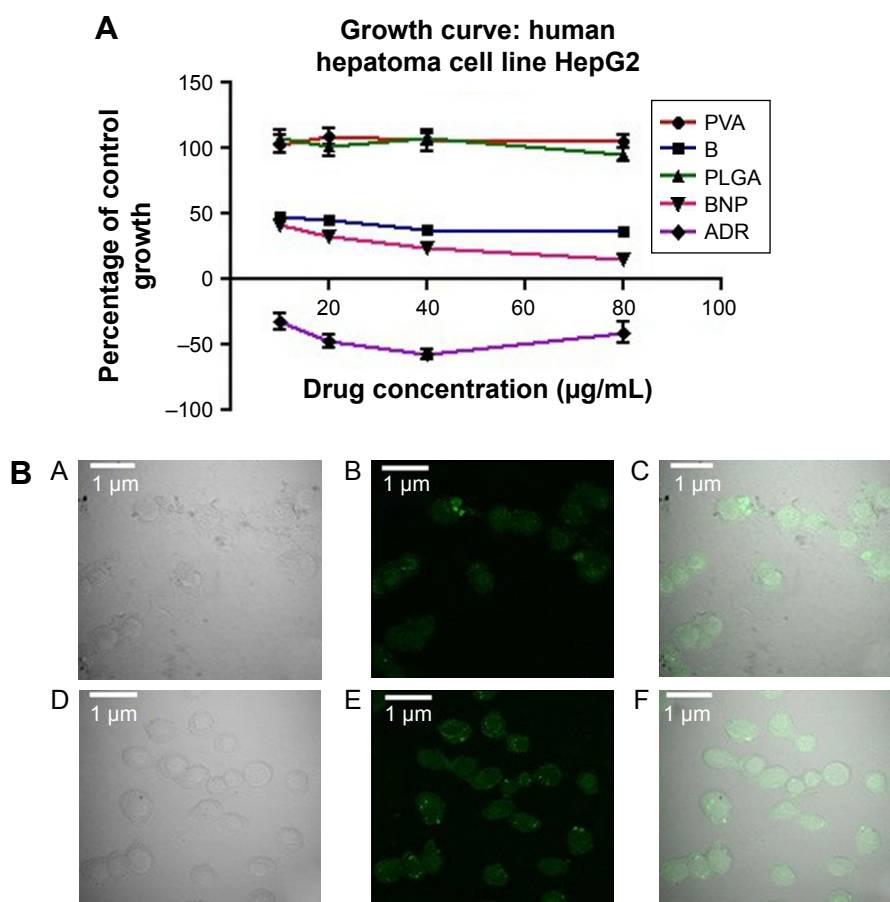 A
Growth curve: human
hepatoma cell line HepG2
Percentage of control
growth
150
100
50
0
–50
–100
20
40
60
80
100
Drug concentration (µg/mL)
PVA
B
PLGA
BNP
ADR
B
A
1 µm
B
1 µm
C
1 µm
D
1 µm
E
1 µm
F
1 µm